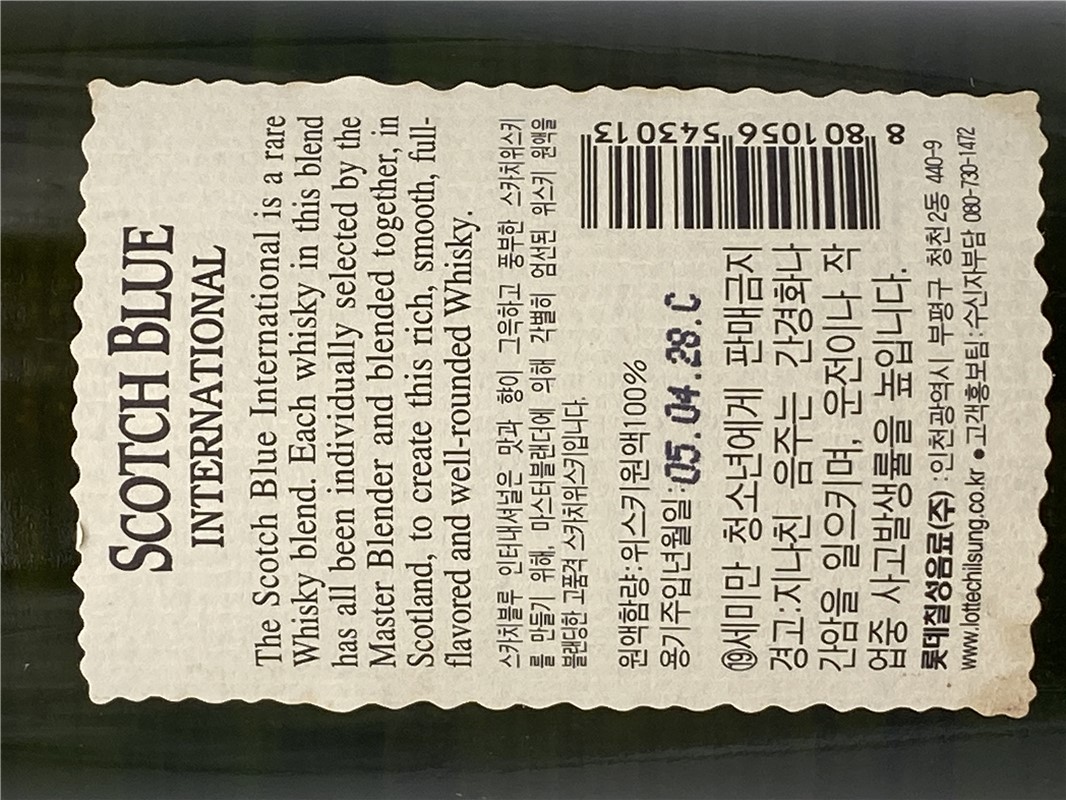 SCOTCH BLUE
INTERNATIONAL
The Scotch Blue International is a rare
Whisky blend. Each whisky in this blend
has all been individually selected by the
Master Blender and blended together, in
Scotland, to create this rich, smooth, full-
flavored and well-rounded Whisky.
스카치블루 인터내셔널은 맛과 향이 그윽하고 풍부한 스카치위스키
를 만들기 위해, 마스터블랜더에 의해 각별히 엄선된 위스키 원액을
블래딩한 고품격 스카치위스키입니다.
원액함량:위스키원액100%
용기주입년월일:05.04.28.C
⑲세미만 청소년에게 판매금지
경고:지나친 음주는 간경화나
간암을 일으키며, 운전이나 작
업중 사고발생률을 높입니다.
8 801056 543013
롯데칠성음료(주) : 인천광역시 부평구 청천2동 440-9
www.lottechilsung.co.kr ● 고객홍보팀 : 수신자부담 080-730-1472